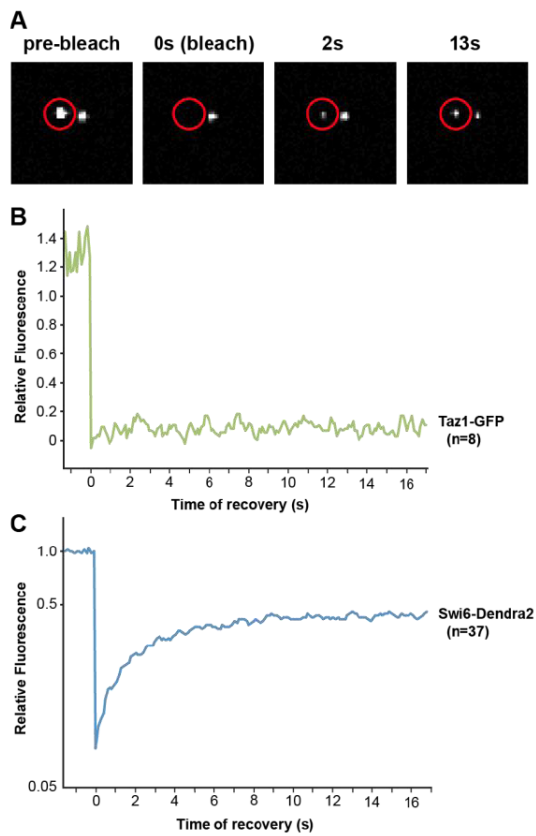 A
pre-bleach 0s (bleach) 2s 13s
B
Relative Fluorescence
1.4
1.2
1.0
0.8
0.6
0.4
0.2
0
Taz1-GFP
(n=8)
0 2 4 6 8 10 12 14 16
Time of recovery (s)
C
Relative Fluorescence
1.0
0.5
0.05
Swi6-Dendra2
(n=37)
0 2 4 6 8 10 12 14 16
Time of recovery (s)